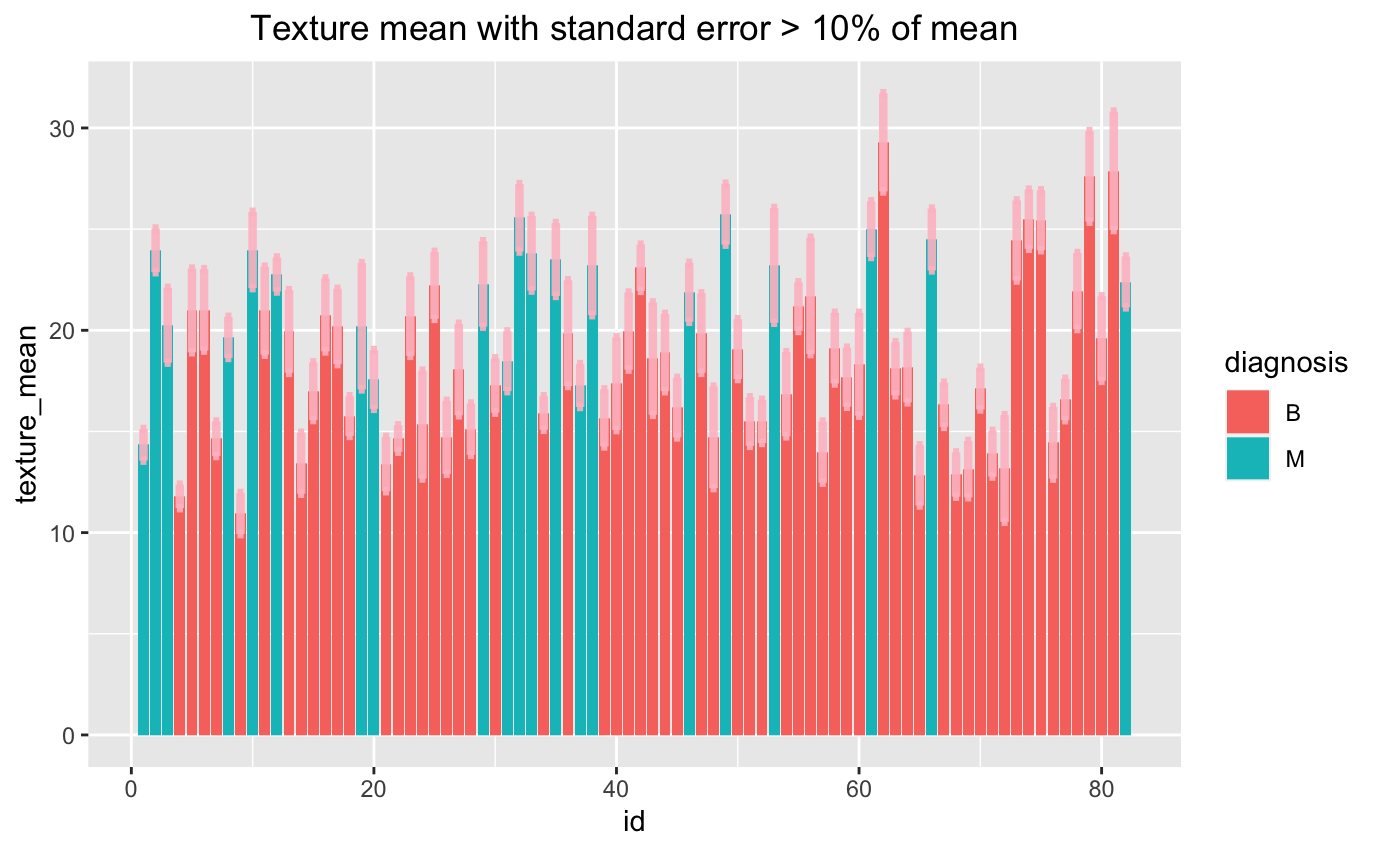 Texture mean with standard error > 10% of mean
texture_mean
30
20
10
0
0 20 40 60 80
id
diagnosis
B
M